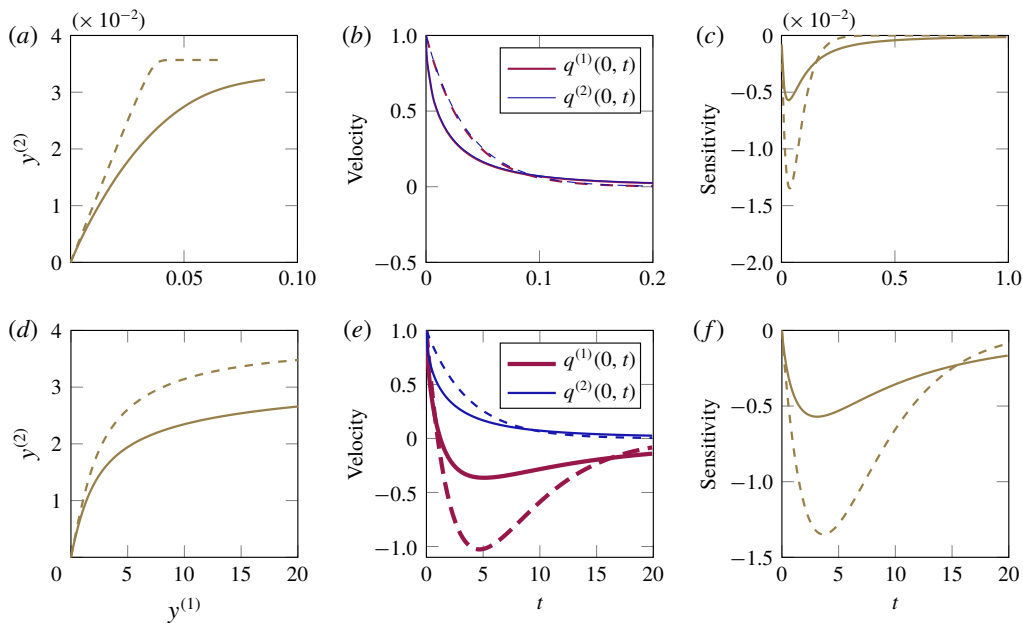 (a)
(× 10⁻²)
4
3
2
1
0
0.05
0.10
y⁽²⁾
(b)
1.0
0.5
0
−0.5
0
0.1
0.2
Velocity
q⁽¹⁾(0, t)
q⁽²⁾(0, t)
(c)
(× 10⁻²)
0
−0.5
−1.0
−1.5
−2.0
0
0.5
1.0
Sensitivity
(d)
4
3
2
1
0
5
10
15
20
y⁽²⁾
y⁽¹⁾
(e)
1.0
0.5
0
−0.5
−1.0
0
5
10
15
20
Velocity
t
q⁽¹⁾(0, t)
q⁽²⁾(0, t)
(f)
0
−0.5
−1.0
−1.5
0
5
10
15
20
Sensitivity
t